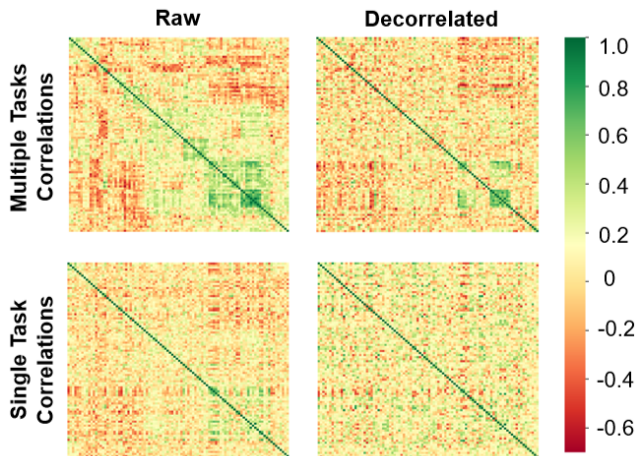 Raw
Decorrelated
Multiple Tasks
Correlations
Single Task
Correlations
1.0
0.8
0.6
0.4
0.2
0
-0.2
-0.4
-0.6